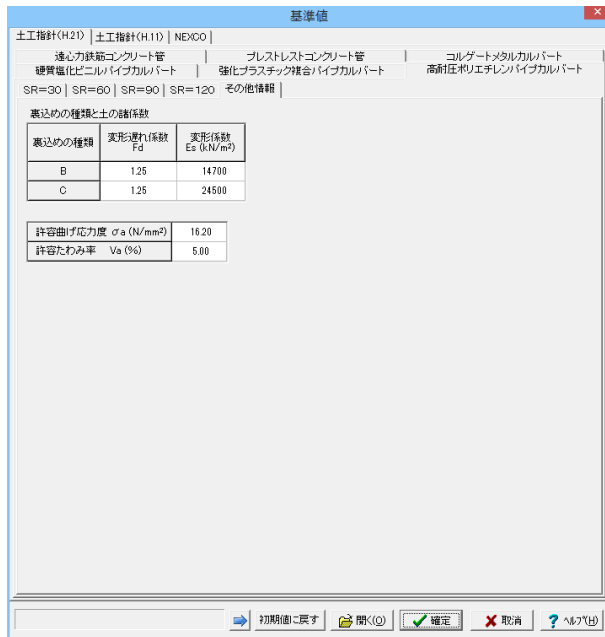 基準値
土工指針(H.21) 土工指針(H.11) NEXCO
遠心力鉄筋コンクリート管 プレストレストコンクリート管 コルゲートメタルカルバート
硬質塩化ビニルパイプカルバート 強化プラスチック複合パイプカルバート 高耐圧ポリエチレンパイプカルバート
SR=30 SR=60 SR=90 SR=120 その他情報
裏込めの種類と土の諸係数
裏込めの種類 変形遅れ係数 Fd 変形係数 Es (kN/m²)
B 1.25 14700
C 1.25 24500
許容曲げ応力度 σa (N/mm²) 16.20
許容たわみ率 Va (%) 5.00
初期値に戻す 開く(O) 確定 取消 ヘルプ(H)